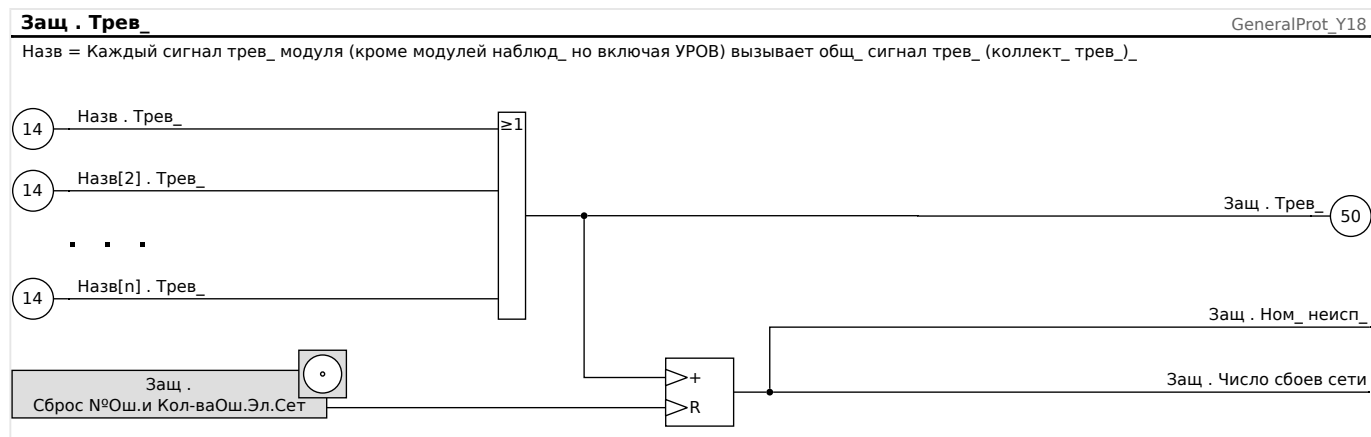 Защ . Трев_
GeneralProt_Y18
Назв = Каждый сигнал трев_ модуля (кроме модулей наблюд_ но включая УРОВ) вызывает общ_ сигнал трев_ (коллект_ трев_)_
14
Назв . Трев_
≥1
14
Назв[2] . Трев_
Защ . Трев_
50
. . .
14
Назв[n] . Трев_
Защ . Ном_ неисп_
Защ .
Сброс №Ош.и Кол-ваОш.Эл.Сет
+
R
Защ . Число сбоев сети